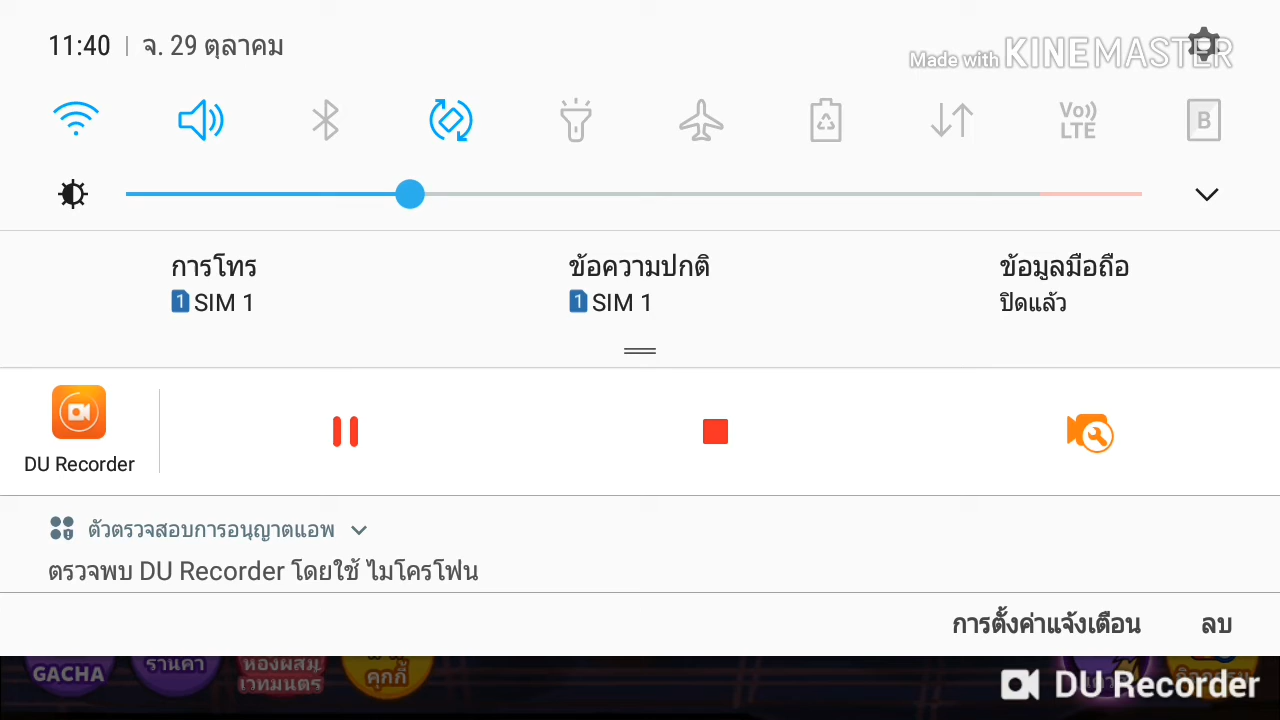 11:40 | จ. 29 ตุลาคม
Made with KINEMASTER
Vo)) LTE
B
การโทร
1 SIM 1
ข้อความปกติ
1 SIM 1
ข้อมูลมือถือ
ปิดแล้ว
DU Recorder
ตัวตรวจสอบการอนุญาตแอพ
ตรวจพบ DU Recorder โดยใช้ ไมโครโฟน
การตั้งค่าแจ้งเตือน
ลบ
GACHA
ร้านค้า
ห้องผสม
เวทมนตร์
คุกกี้
DU Recorder